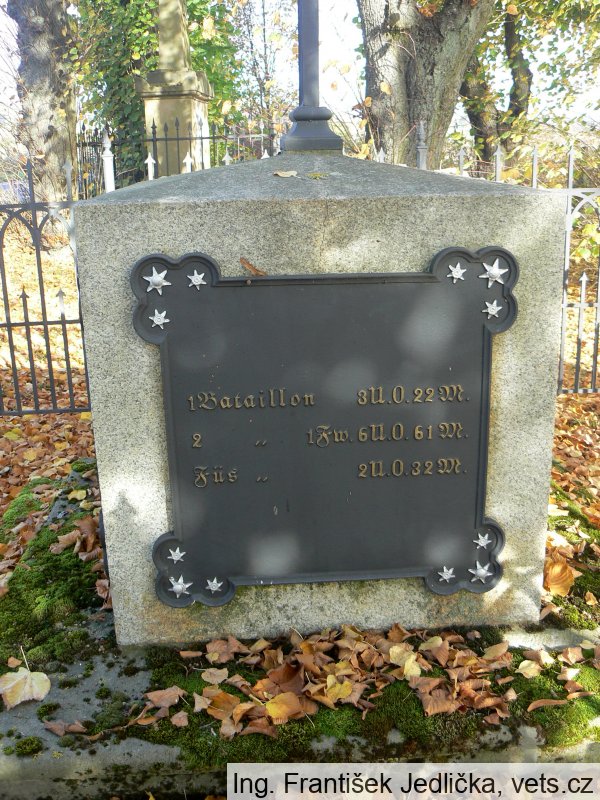 1 Bataillon 3 U.O. 22 M.
2 „ 1 Fw. 6 U.O. 61 M.
Füs „ 2 U.O. 32 M.
Ing. František Jedlička, vets.cz